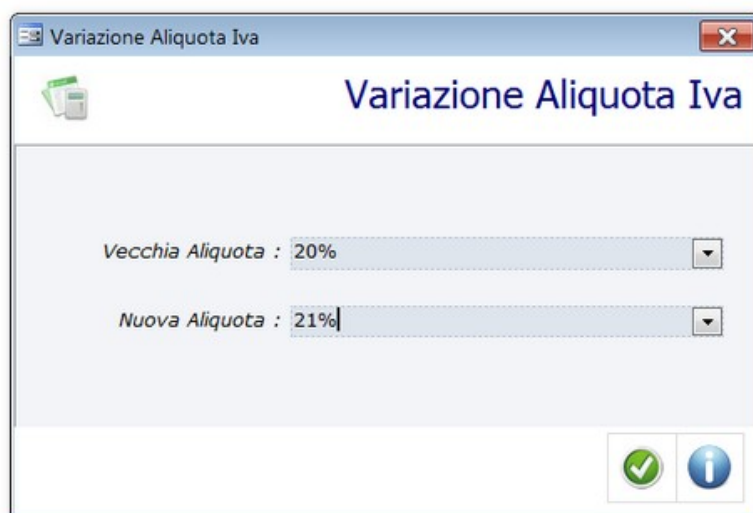 Variazione Aliquota Iva
Variazione Aliquota Iva
Vecchia Aliquota : 20%
Nuova Aliquota : 21%